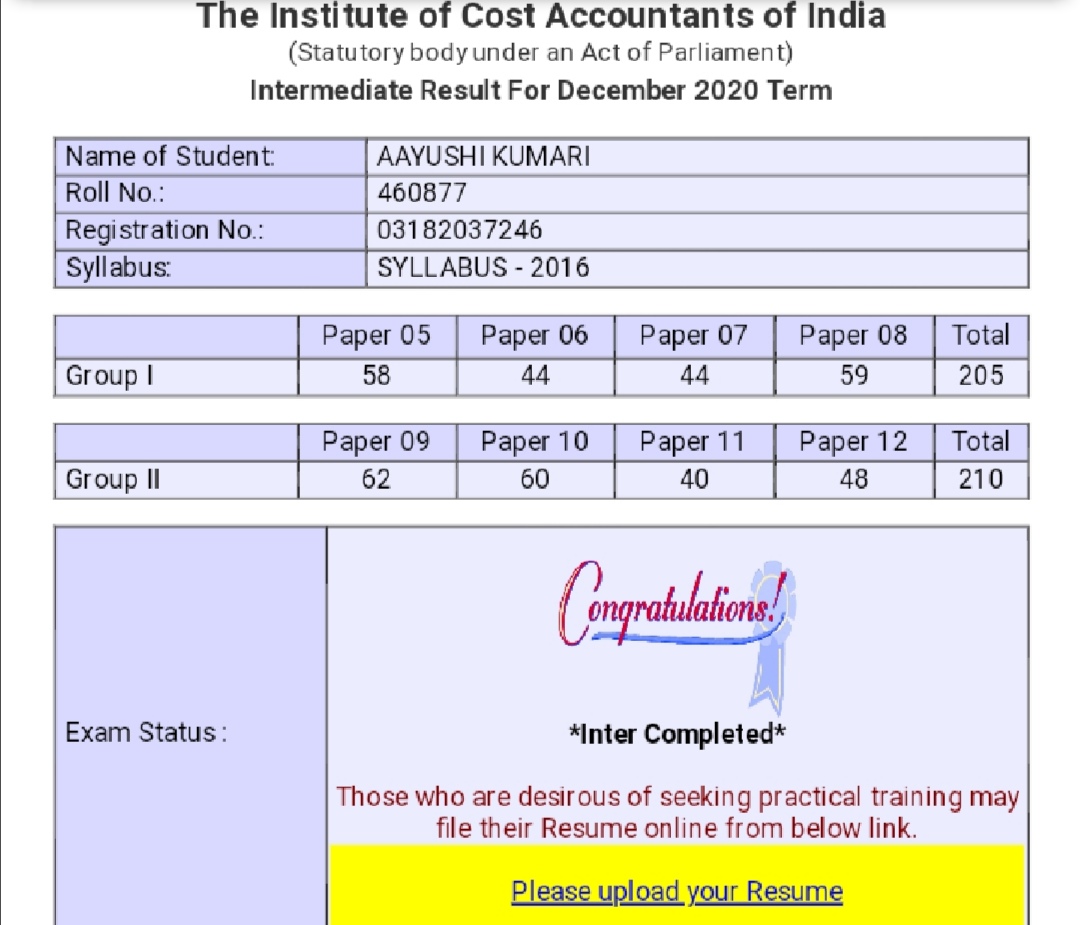 The Institute of Cost Accountants of India
(Statutory body under an Act of Parliament)
Intermediate Result For December 2020 Term
Name of Student: AAYUSHI KUMARI
Roll No.: 460877
Registration No.: 03182037246
Syllabus: SYLLABUS - 2016
Paper 05 Paper 06 Paper 07 Paper 08 Total
Group I 58 44 44 59 205
Paper 09 Paper 10 Paper 11 Paper 12 Total
Group II 62 60 40 48 210
Congratulations!
Exam Status : *Inter Completed*
Those who are desirous of seeking practical training may
file their Resume online from below link.
Please upload your Resume